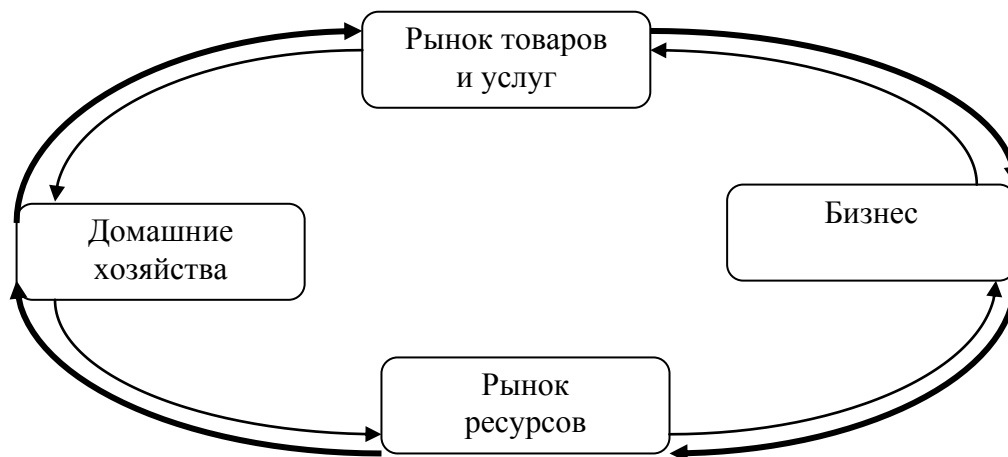 Рынок товаров
и услуг
Домашние
хозяйства
Бизнес
Рынок
ресурсов